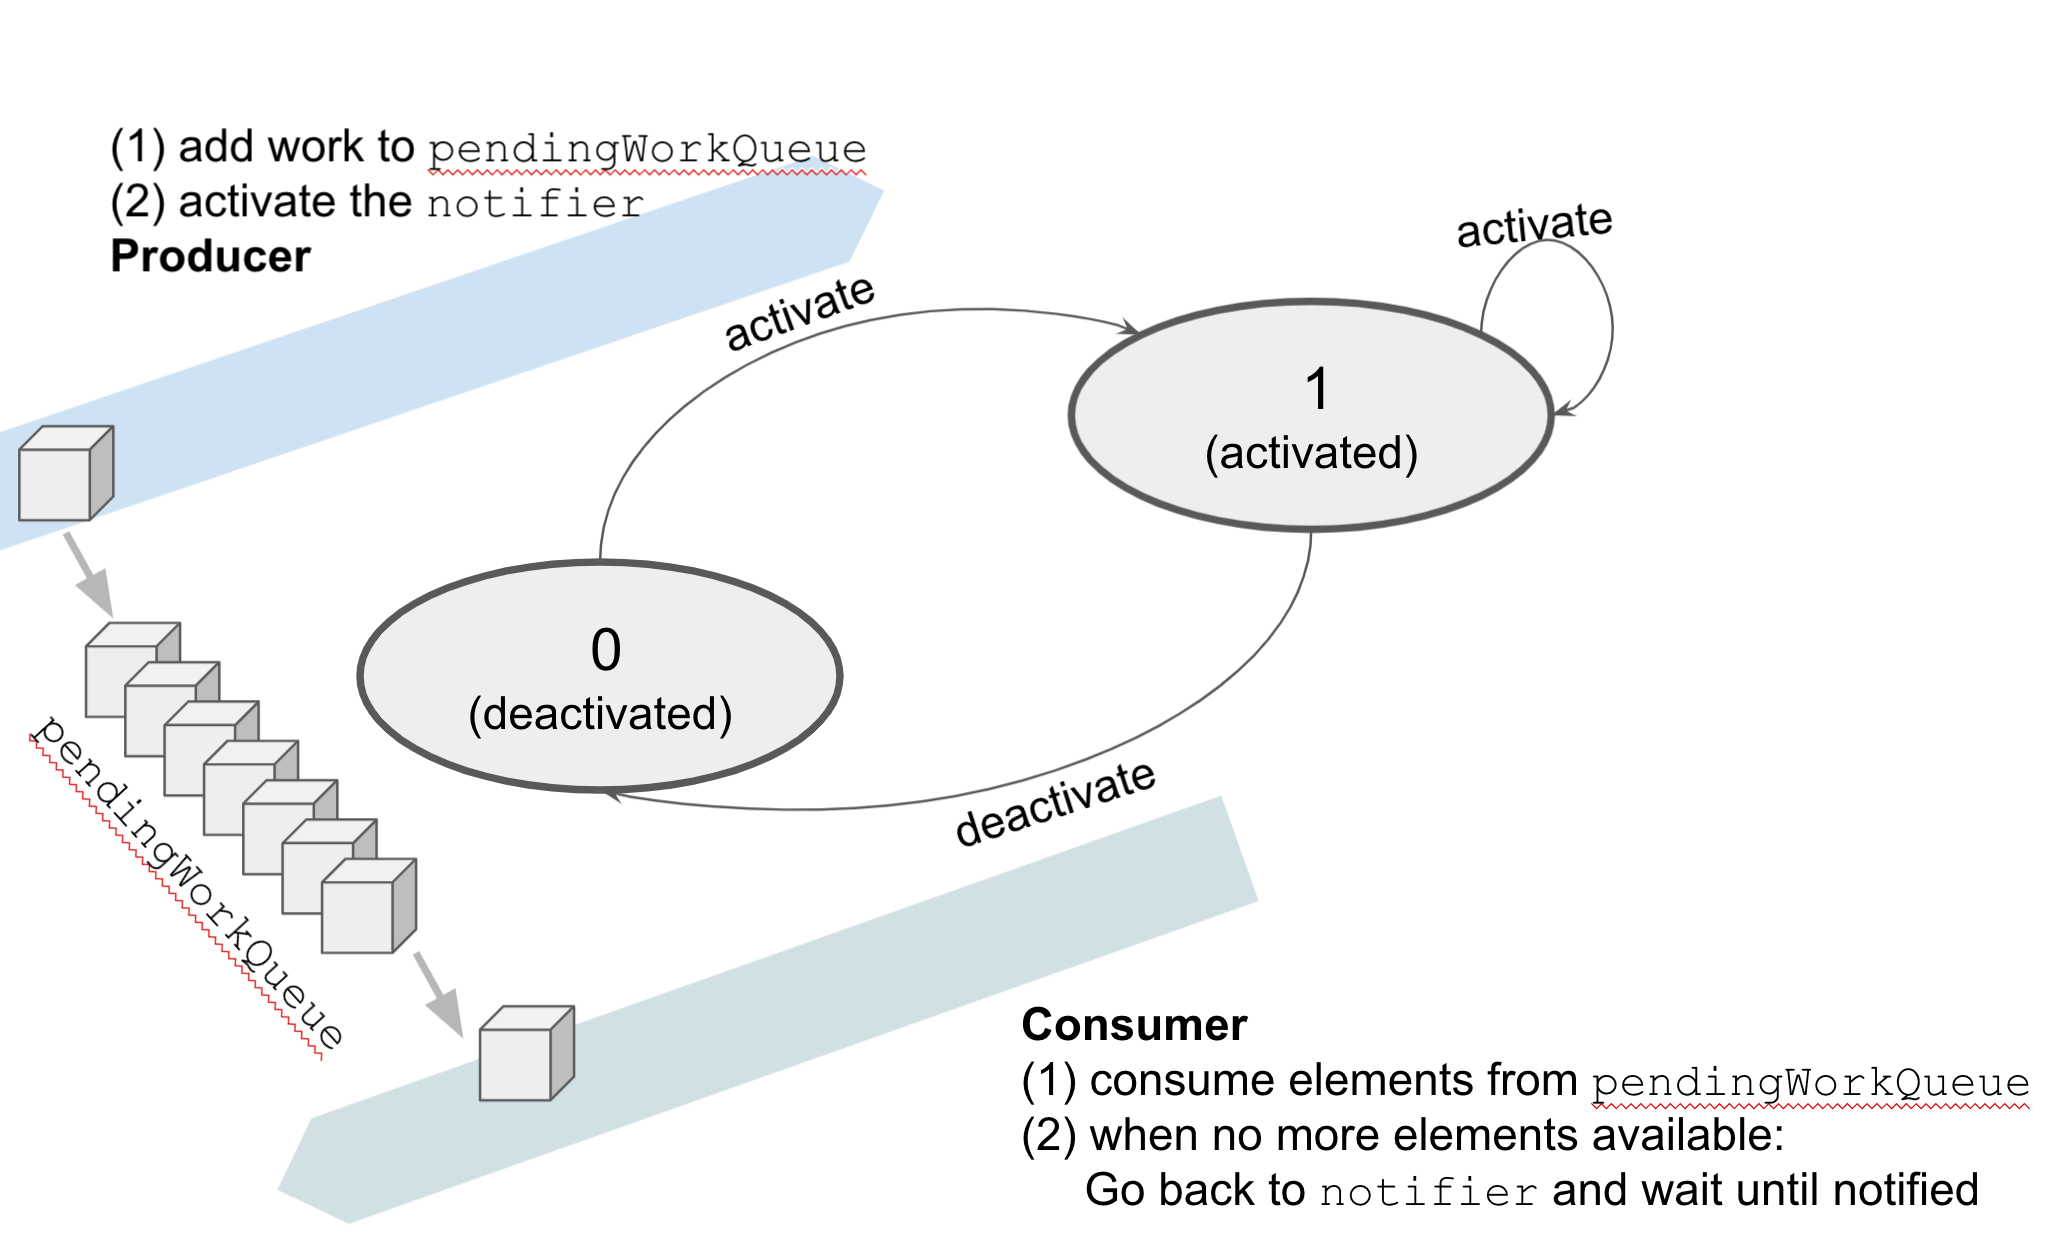 (1) add work to pendingWorkQueue
(2) activate the notifier
Producer
activate
activate
1
(activated)
0
(deactivated)
pendingWorkQueue
deactivate
Consumer
(1) consume elements from pendingWorkQueue
(2) when no more elements available:
Go back to notifier and wait until notified